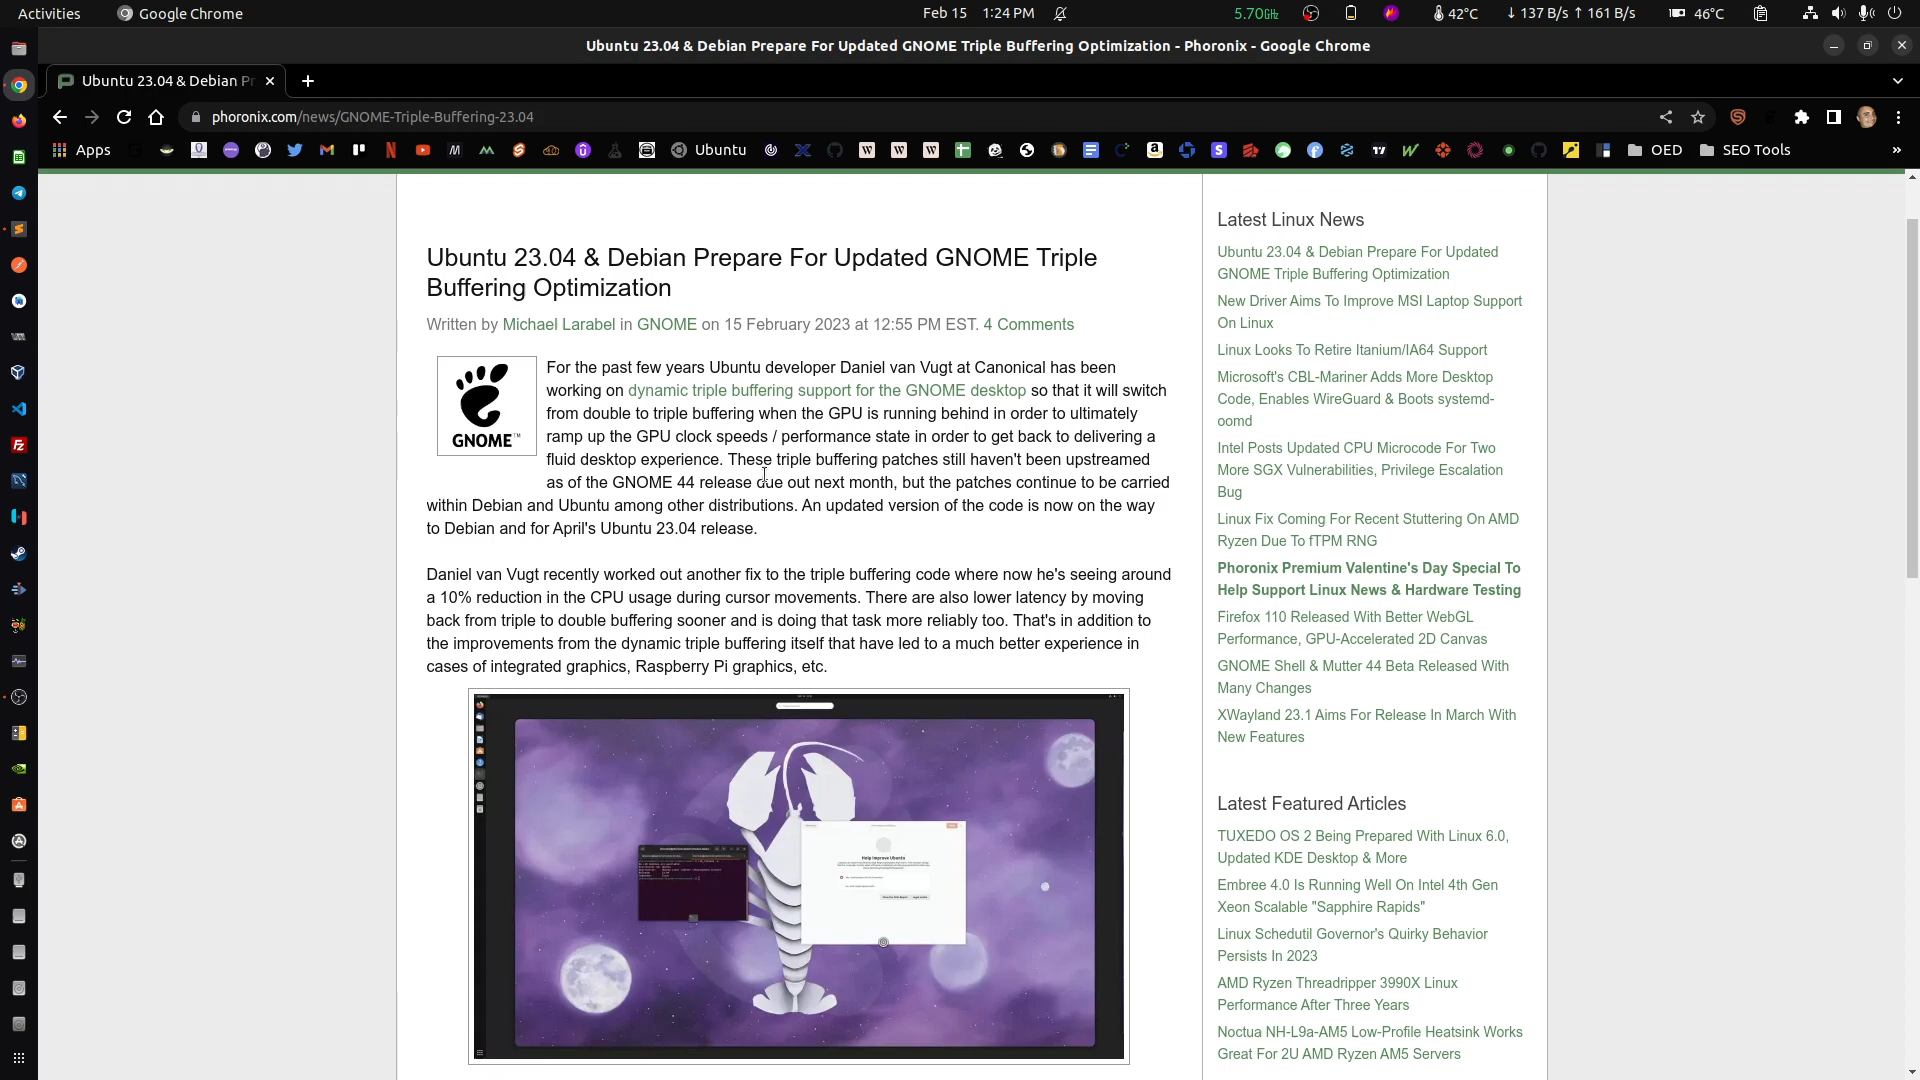 Activities
Google Chrome
Feb 15 1:24 PM
5.70GHz
42°C
↓ 137 B/s ↑ 161 B/s
46°C
Ubuntu 23.04 & Debian Prepare For Updated GNOME Triple Buffering Optimization - Phoronix - Google Chrome
Ubuntu 23.04 & Debian Pr
phoronix.com/news/GNOME-Triple-Buffering-23.04
Apps
Ubuntu
OED
SEO Tools
Ubuntu 23.04 & Debian Prepare For Updated GNOME Triple
Buffering Optimization
Written by Michael Larabel in GNOME on 15 February 2023 at 12:55 PM EST. 4 Comments
GNOME™
For the past few years Ubuntu developer Daniel van Vugt at Canonical has been
working on dynamic triple buffering support for the GNOME desktop so that it will switch
from double to triple buffering when the GPU is running behind in order to ultimately
ramp up the GPU clock speeds / performance state in order to get back to delivering a
fluid desktop experience. These triple buffering patches still haven't been upstreamed
as of the GNOME 44 release due out next month, but the patches continue to be carried
within Debian and Ubuntu among other distributions. An updated version of the code is now on the way
to Debian and for April's Ubuntu 23.04 release.
Daniel van Vugt recently worked out another fix to the triple buffering code where now he's seeing around
a 10% reduction in the CPU usage during cursor movements. There are also lower latency by moving
back from triple to double buffering sooner and is doing that task more reliably too. That's in addition to
the improvements from the dynamic triple buffering itself that have led to a much better experience in
cases of integrated graphics, Raspberry Pi graphics, etc.
Help Improve Ubuntu
Latest Linux News
Ubuntu 23.04 & Debian Prepare For Updated
GNOME Triple Buffering Optimization
New Driver Aims To Improve MSI Laptop Support
On Linux
Linux Looks To Retire Itanium/IA64 Support
Microsoft's CBL-Mariner Adds More Desktop
Code, Enables WireGuard & Boots systemd-
oomd
Intel Posts Updated CPU Microcode For Two
More SGX Vulnerabilities, Privilege Escalation
Bug
Linux Fix Coming For Recent Stuttering On AMD
Ryzen Due To fTPM RNG
Phoronix Premium Valentine's Day Special To
Help Support Linux News & Hardware Testing
Firefox 110 Released With Better WebGL
Performance, GPU-Accelerated 2D Canvas
GNOME Shell & Mutter 44 Beta Released With
Many Changes
XWayland 23.1 Aims For Release In March With
New Features
Latest Featured Articles
TUXEDO OS 2 Being Prepared With Linux 6.0,
Updated KDE Desktop & More
Embree 4.0 Is Running Well On Intel 4th Gen
Xeon Scalable "Sapphire Rapids"
Linux Schedutil Governor's Quirky Behavior
Persists In 2023
AMD Ryzen Threadripper 3990X Linux
Performance After Three Years
Noctua NH-L9a-AM5 Low-Profile Heatsink Works
Great For 2U AMD Ryzen AM5 Servers